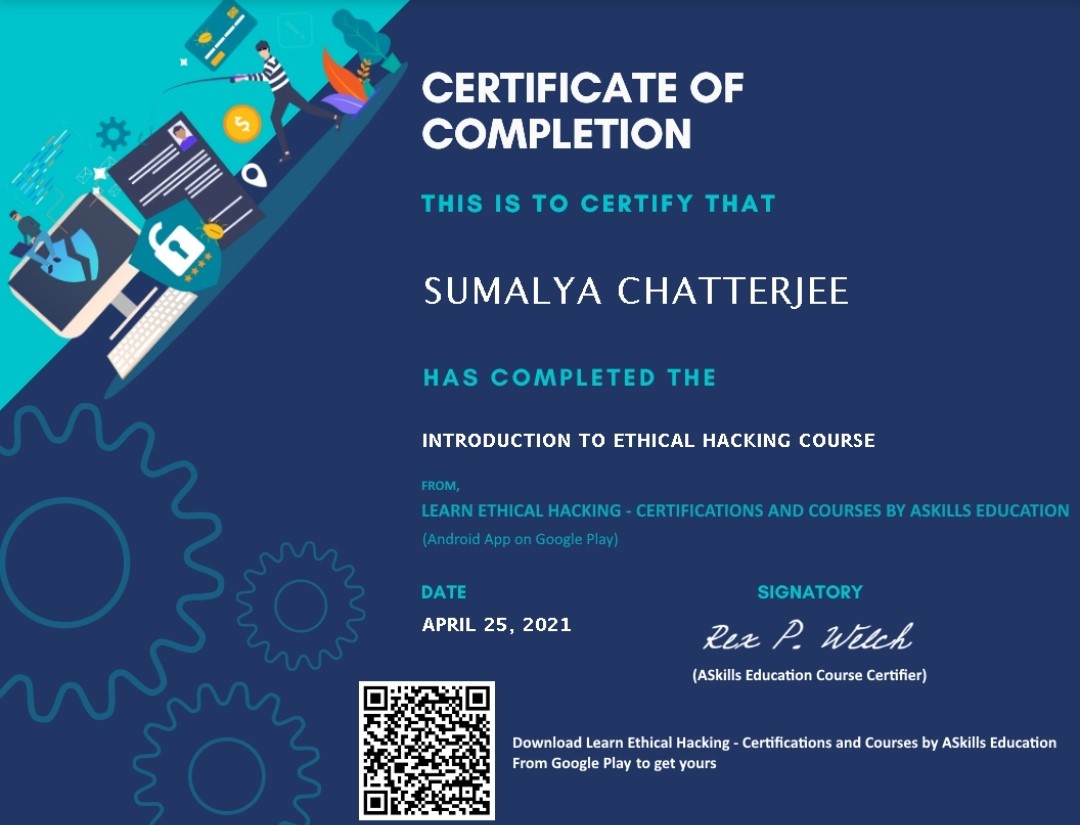 CERTIFICATE OF
COMPLETION
THIS IS TO CERTIFY THAT
SUMALYA CHATTERJEE
HAS COMPLETED THE
INTRODUCTION TO ETHICAL HACKING COURSE
FROM,
LEARN ETHICAL HACKING - CERTIFICATIONS AND COURSES BY ASKILLS EDUCATION
(Android App on Google Play)
DATE
APRIL 25, 2021
SIGNATORY
Rex P. Welch
(ASkills Education Course Certifier)
Download Learn Ethical Hacking - Certifications and Courses by ASkills Education
From Google Play to get yours